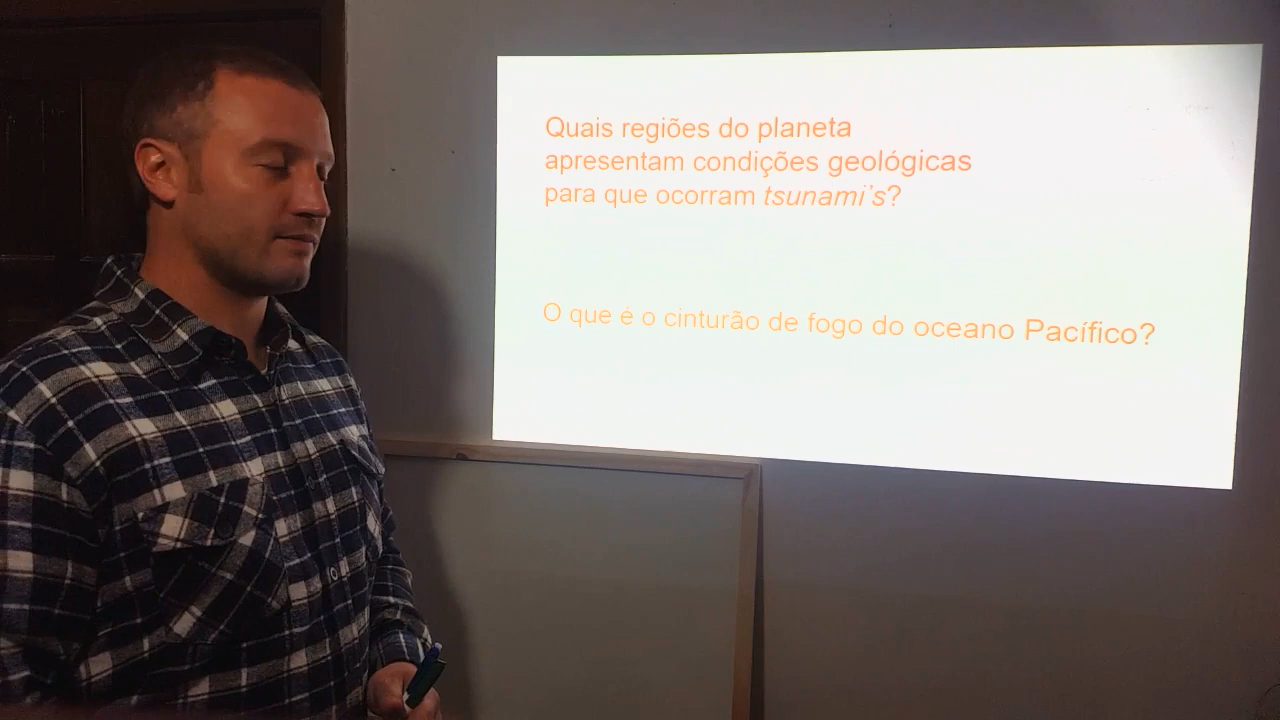 Quais regiões do planeta
apresentam condições geológicas
para que ocorram tsunami's?
O que é o cinturão de fogo do oceano Pacífico?